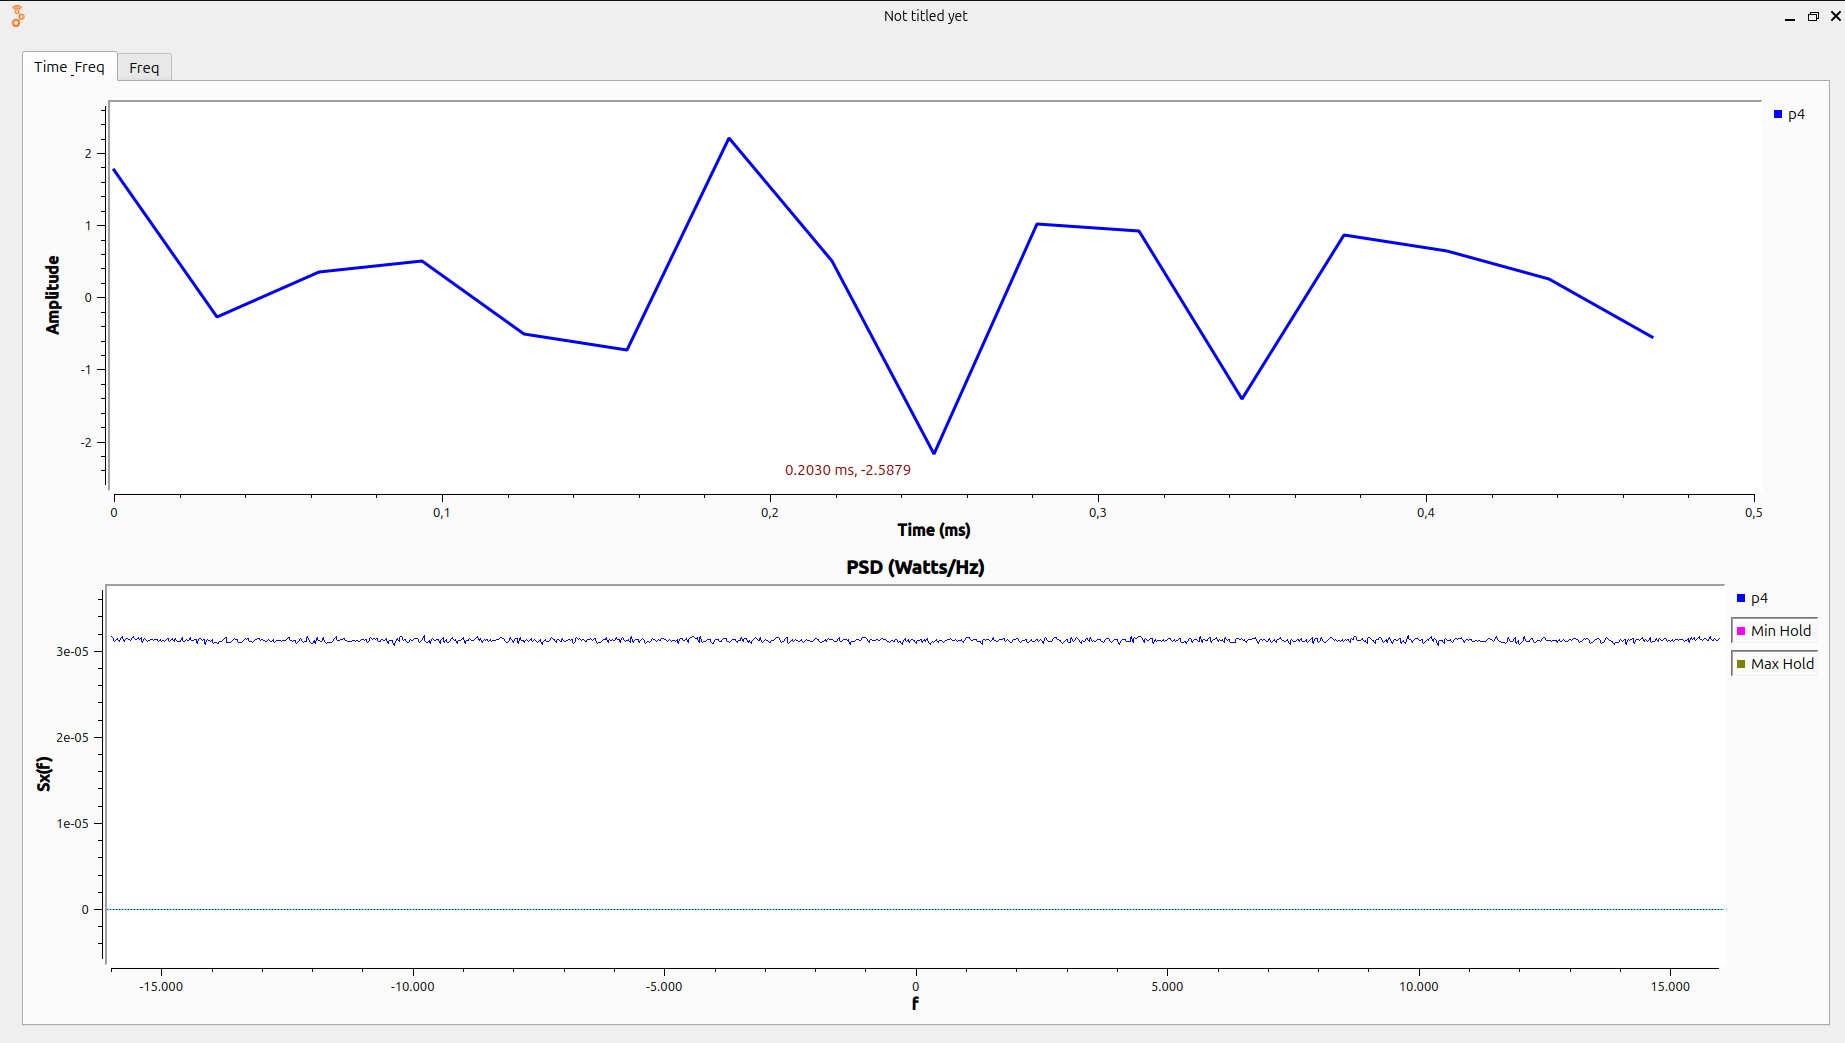 Not titled yet
Time_Freq
Freq
p4
2
1
0
-1
-2
Amplitude
0.2030 ms, -2.5879
0
0,1
0,2
0,3
0,4
0,5
Time (ms)
PSD (Watts/Hz)
p4
Min Hold
Max Hold
3e-05
2e-05
1e-05
0
Sx(f)
-15.000
-10.000
-5.000
0
5.000
10.000
15.000
f